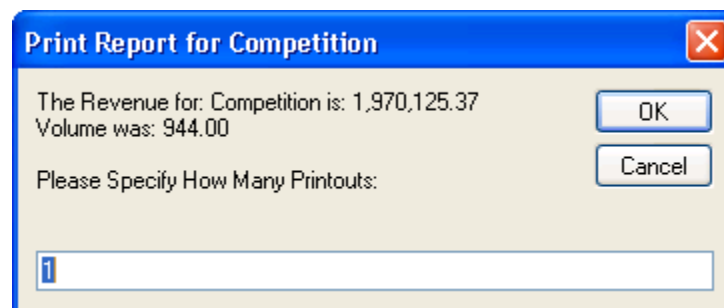 Print Report for Competition
The Revenue for: Competition is: 1,970,125.37
Volume was: 944.00
OK
Cancel
Please Specify How Many Printouts:
1